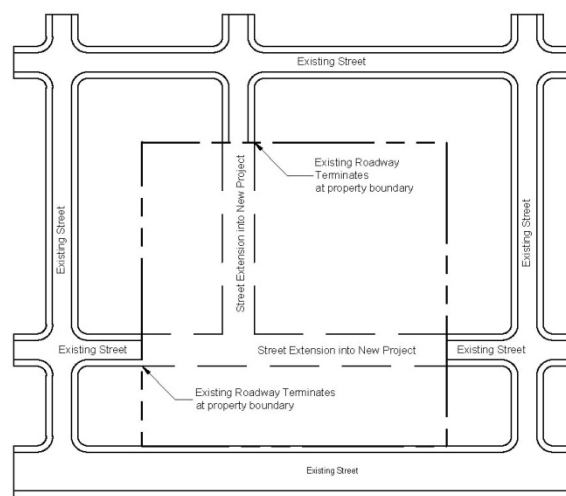 Existing Street
Existing Roadway
Terminates
at property boundary
Existing Street
Street Extension into New Project
Existing Street
Existing Street
Street Extension into New Project
Existing Street
Existing Roadway Terminates
at property boundary
Existing Street